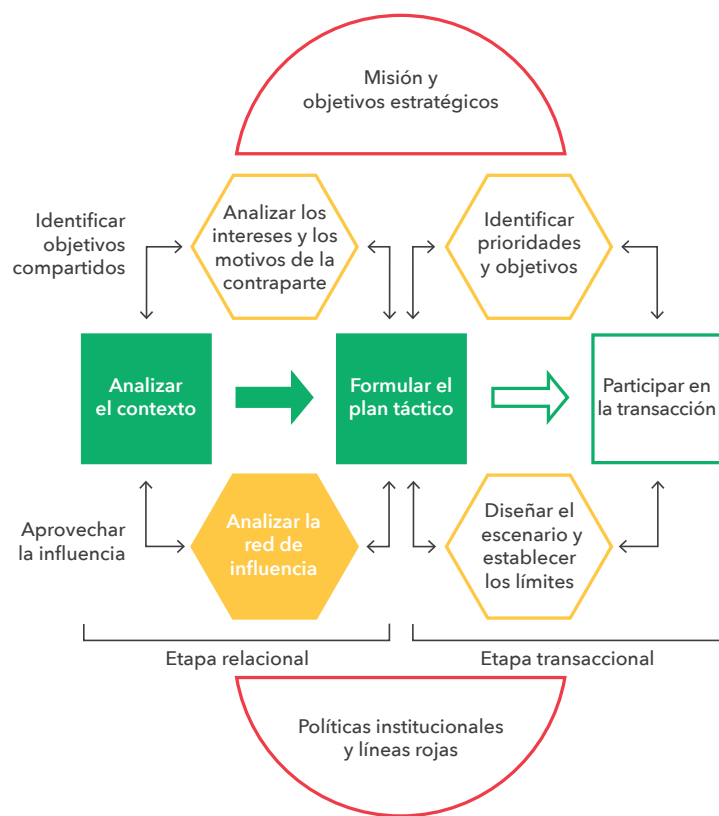 Misión y
objetivos estratégicos
Identificar
objetivos
compartidos
Analizar los
intereses y los
motivos de la
contraparte
Identificar
prioridades
y objetivos
Analizar
el contexto
Formular el
plan táctico
Participar en
la transacción
Aprovechar
la influencia
Analizar la
red de
influencia
Diseñar el
escenario y
establecer
los límites
Etapa relacional
Etapa transaccional
Políticas institucionales
y líneas rojas